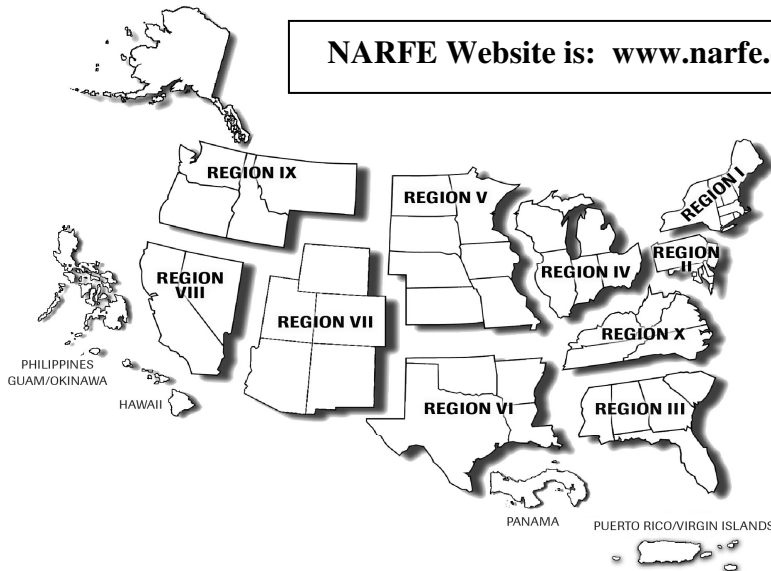 NARFE Website is: www.narfe.
REGION IX
REGION V
REGION I
REGION
II
REGION
VIII
REGION IV
REGION VII
REGION X
PHILIPPINES
GUAM/OKINAWA
HAWAII
REGION VI
REGION III
PANAMA
PUERTO RICO/VIRGIN ISLANDS